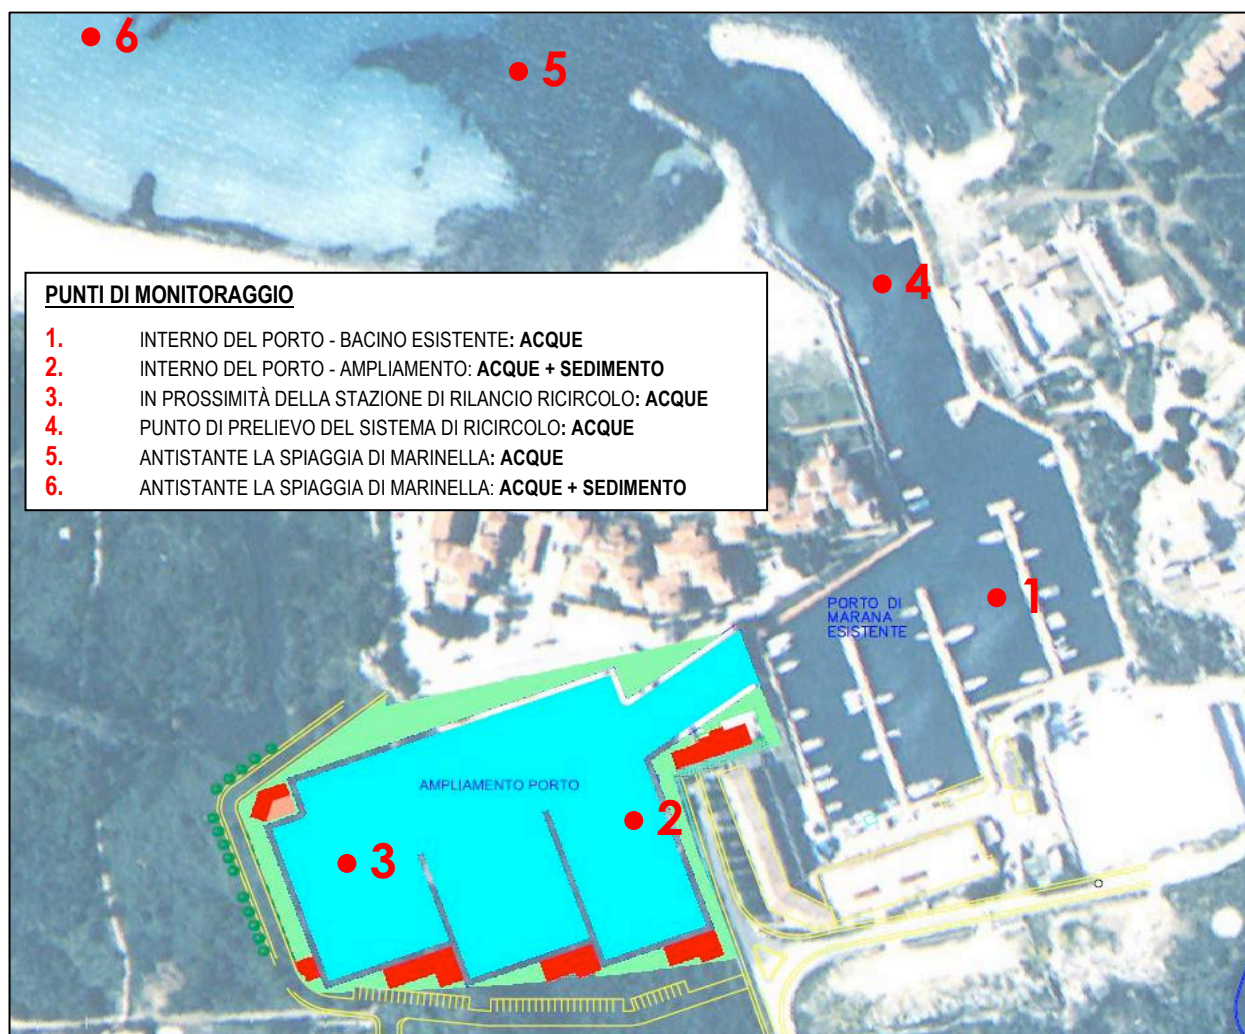 6
5
4
PUNTI DI MONITORAGGIO
1. INTERNO DEL PORTO - BACINO ESISTENTE: ACQUE
2. INTERNO DEL PORTO - AMPLIAMENTO: ACQUE + SEDIMENTO
3. IN PROSSIMITÀ DELLA STAZIONE DI RILANCIO RICIRCOLO: ACQUE
4. PUNTO DI PRELIEVO DEL SISTEMA DI RICIRCOLO: ACQUE
5. ANTISTANTE LA SPIAGGIA DI MARINELLA: ACQUE
6. ANTISTANTE LA SPIAGGIA DI MARINELLA: ACQUE + SEDIMENTO
1
PORTO DI
MARANA
ESISTENTE
AMPLIAMENTO PORTO
2
3